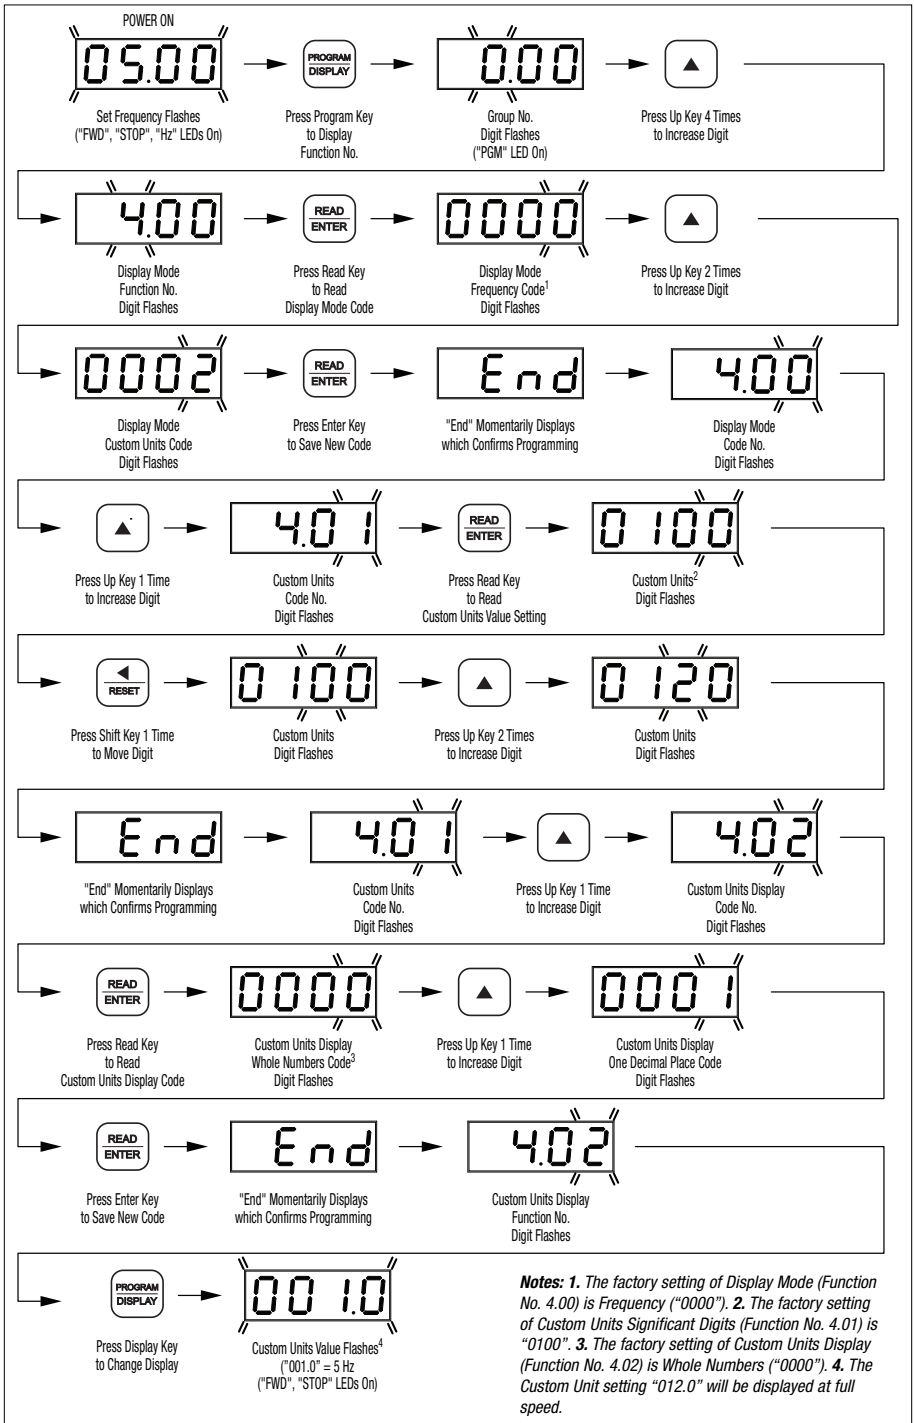 POWER ON
05.00
Set Frequency Flashes
("FWD", "STOP", "Hz" LEDs On)
PROGRAM
DISPLAY
Press Program Key
to Display
Function No.
0.00
Group No.
Digit Flashes
("PGM" LED On)
▲
Press Up Key 4 Times
to Increase Digit
4.00
Display Mode
Function No.
Digit Flashes
READ
ENTER
Press Read Key
to Read
Display Mode Code
0000
Display Mode
Frequency Code1
Digit Flashes
▲
Press Up Key 2 Times
to Increase Digit
0002
Display Mode
Custom Units Code
Digit Flashes
READ
ENTER
Press Enter Key
to Save New Code
End
"End" Momentarily Displays
which Confirms Programming
4.00
Display Mode
Code No.
Digit Flashes
▲
Press Up Key 1 Time
to Increase Digit
4.01
Custom Units
Code No.
Digit Flashes
READ
ENTER
Press Read Key
to Read
Custom Units Value Setting
0100
Custom Units2
Digit Flashes
◀
RESET
Press Shift Key 1 Time
to Move Digit
0100
Custom Units
Digit Flashes
▲
Press Up Key 2 Times
to Increase Digit
0120
Custom Units
Digit Flashes
End
"End" Momentarily Displays
which Confirms Programming
4.01
Custom Units
Code No.
Digit Flashes
▲
Press Up Key 1 Time
to Increase Digit
4.02
Custom Units Display
Code No.
Digit Flashes
READ
ENTER
Press Read Key
to Read
Custom Units Display Code
0000
Custom Units Display
Whole Numbers Code3
Digit Flashes
▲
Press Up Key 1 Time
to Increase Digit
0001
Custom Units Display
One Decimal Place Code
Digit Flashes
READ
ENTER
Press Enter Key
to Save New Code
End
"End" Momentarily Displays
which Confirms Programming
4.02
Custom Units Display
Function No.
Digit Flashes
PROGRAM
DISPLAY
Press Display Key
to Change Display
001.0
Custom Units Value Flashes4
("001.0" = 5 Hz
("FWD", "STOP" LEDs On)
Notes: 1. The factory setting of Display Mode (Function
No. 4.00) is Frequency (“0000”). 2. The factory setting
of Custom Units Significant Digits (Function No. 4.01) is
“0100”. 3. The factory setting of Custom Units Display
(Function No. 4.02) is Whole Numbers (“0000”). 4. The
Custom Unit setting “012.0” will be displayed at full
speed.